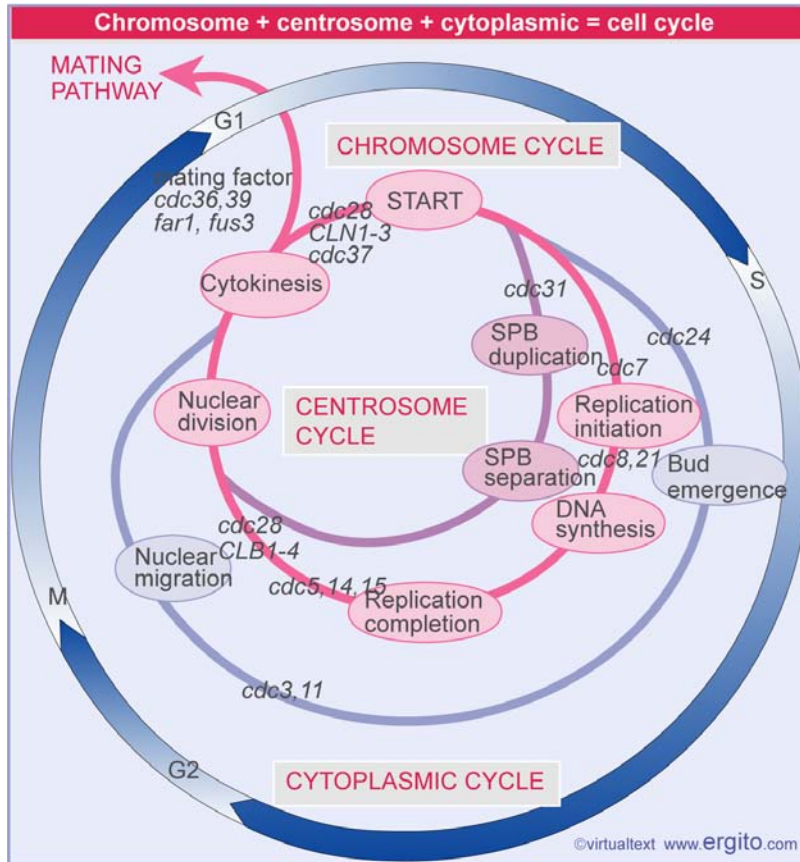 Chromosome + centrosome + cytoplasmic = cell cycle
MATING
PATHWAY
G1
CHROMOSOME CYCLE
mating factor
cdc36,39
far1, fus3
cdc28
CLN1-3
cdc37
START
Cytokinesis
S
cdc31
cdc24
SPB
duplication
cdc7
Nuclear
division
CENTROSOME
CYCLE
Replication
initiation
SPB
separation
cdc8,21
Bud
emergence
DNA
synthesis
cdc28
CLB1-4
Nuclear
migration
cdc5,14,15
Replication
completion
M
cdc3,11
G2
CYTOPLASMIC CYCLE
©virtualtext www.ergito.com